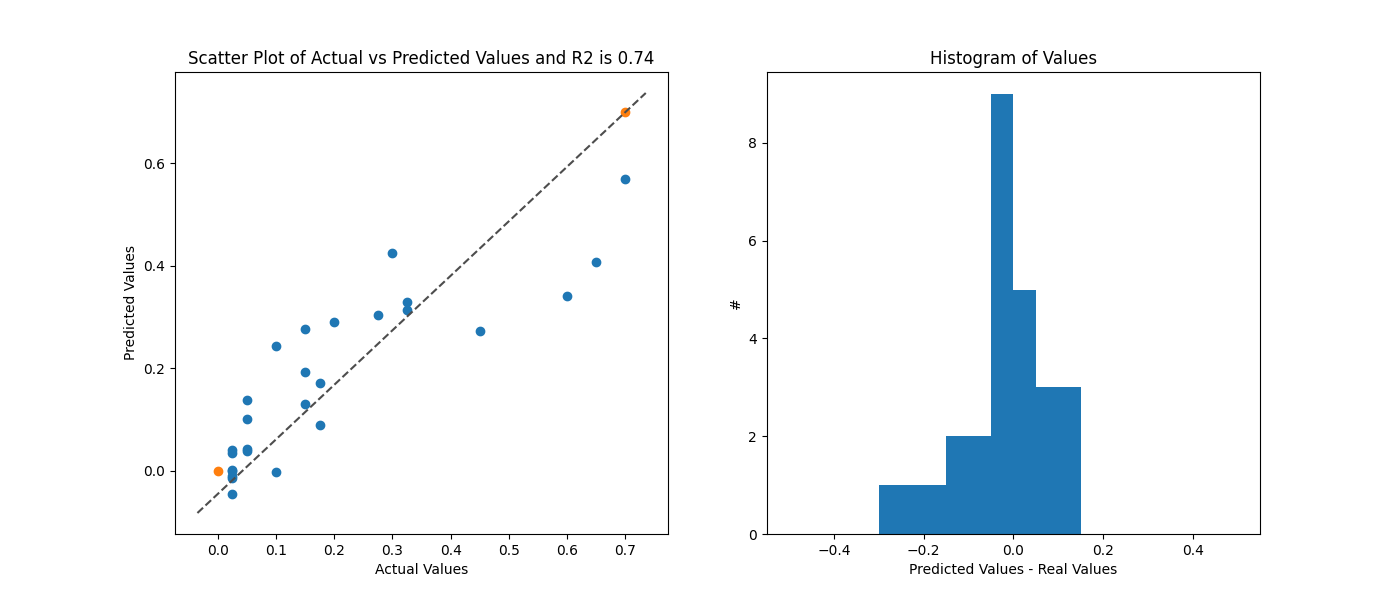 Scatter Plot of Actual vs Predicted Values and R2 is 0.74
Predicted Values
0.6
0.4
0.2
0.0
0.0 0.1 0.2 0.3 0.4 0.5 0.6 0.7
Actual Values
Histogram of Values
#
8
6
4
2
0
−0.4 −0.2 0.0 0.2 0.4
Predicted Values - Real Values